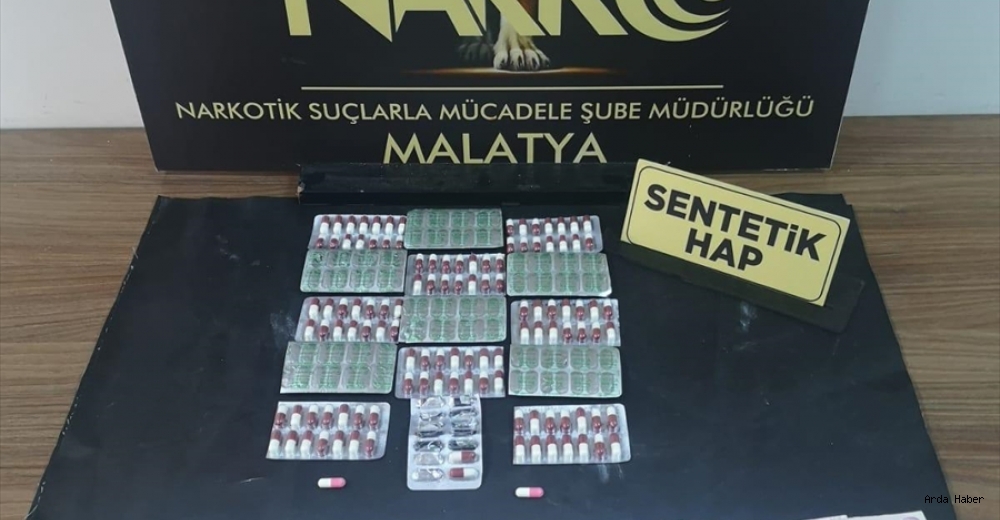 NARKO
NARKOTİK SUÇLARLA MÜCADELE ŞUBE MÜDÜRLÜĞÜ
MALATYA
SENTETİK
HAP
Arda Haber